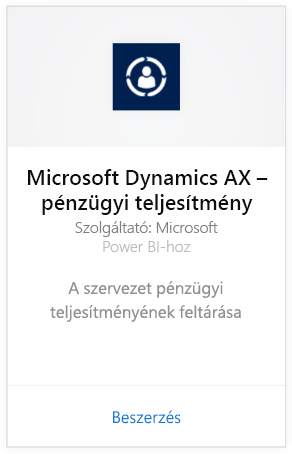 Microsoft Dynamics AX –
pénzügyi teljesítmény
Szolgáltató: Microsoft
Power BI-hoz
A szervezet pénzügyi
teljesítményének feltárása
Beszerzés